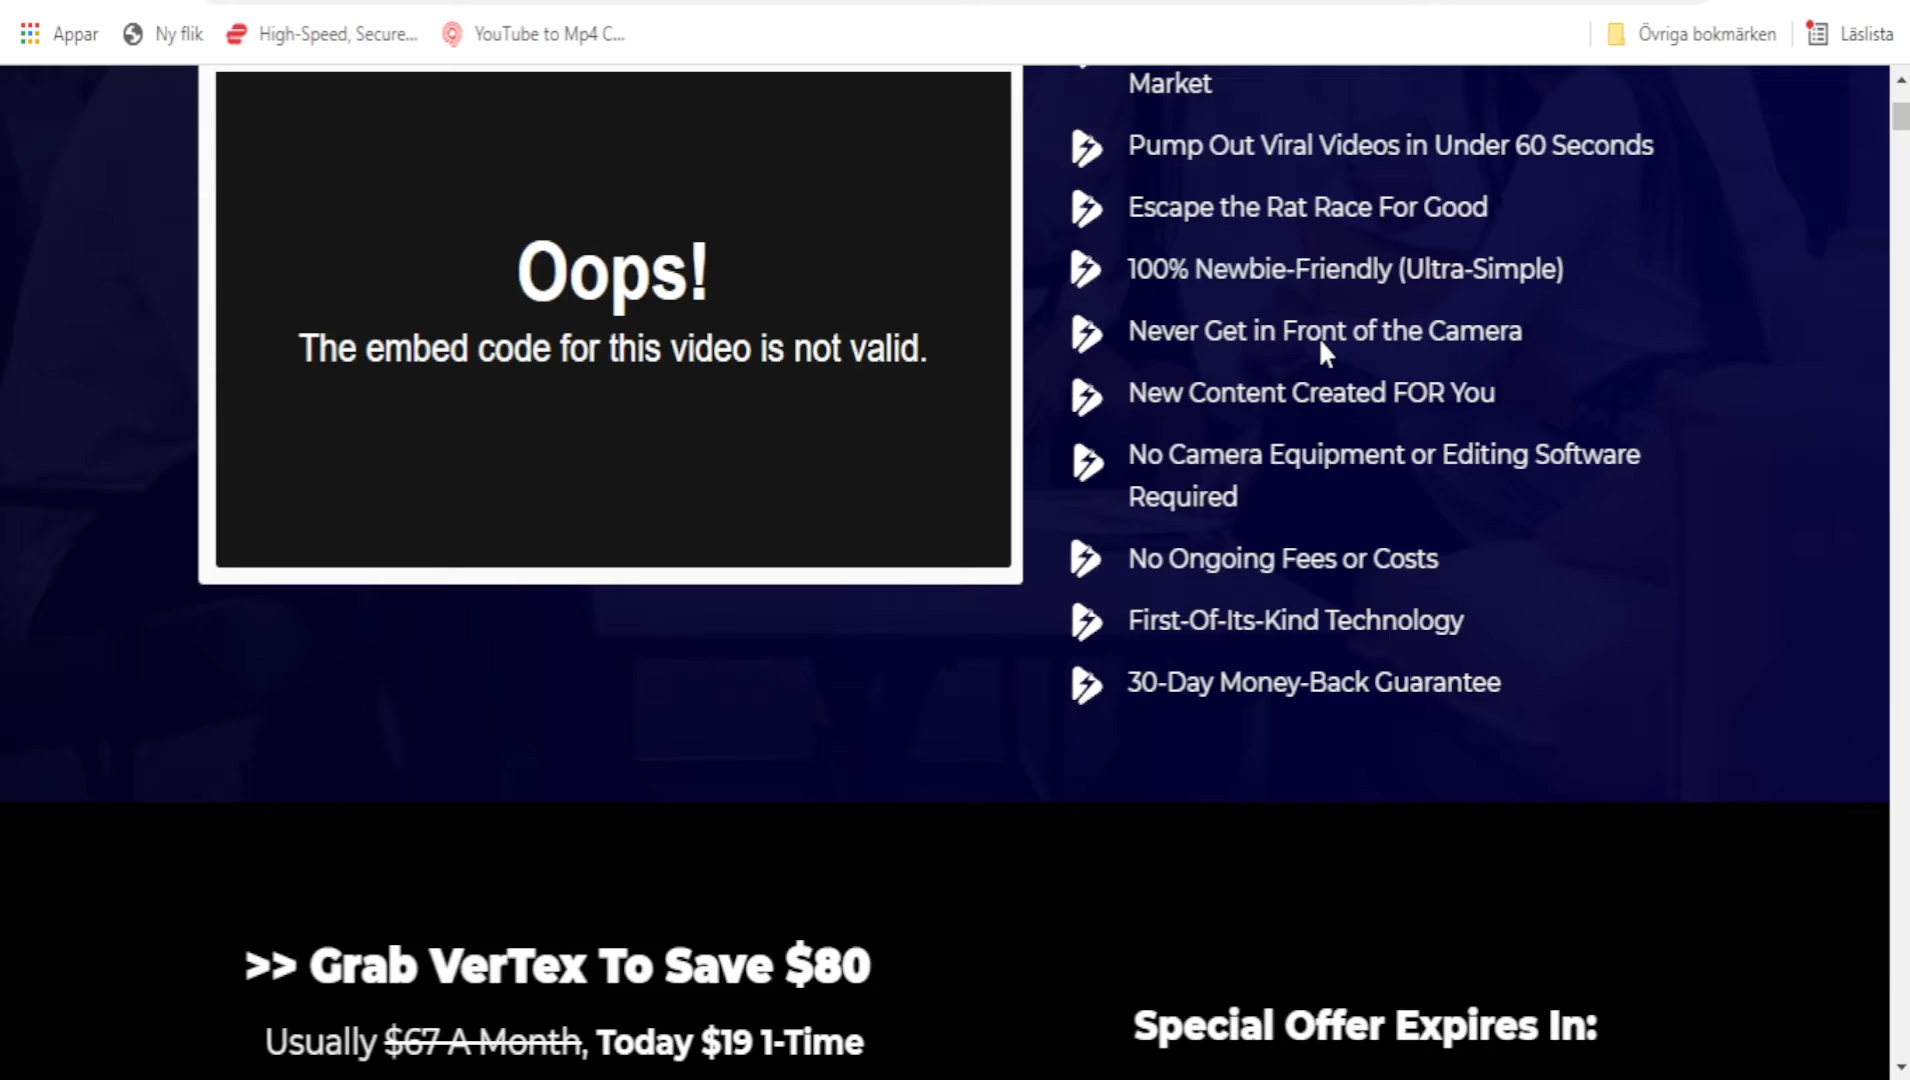 Appar
Ny flik
High-Speed, Secure...
YouTube to Mp4 C...
Övriga bokmärken
Läslista
Oops!
The embed code for this video is not valid.
Market
Pump Out Viral Videos in Under 60 Seconds
Escape the Rat Race For Good
100% Newbie-Friendly (Ultra-Simple)
Never Get in Front of the Camera
New Content Created FOR You
No Camera Equipment or Editing Software
Required
No Ongoing Fees or Costs
First-Of-Its-Kind Technology
30-Day Money-Back Guarantee
>> Grab VerTex To Save $80
Usually $67 A Month, Today $19 1-Time
Special Offer Expires In: